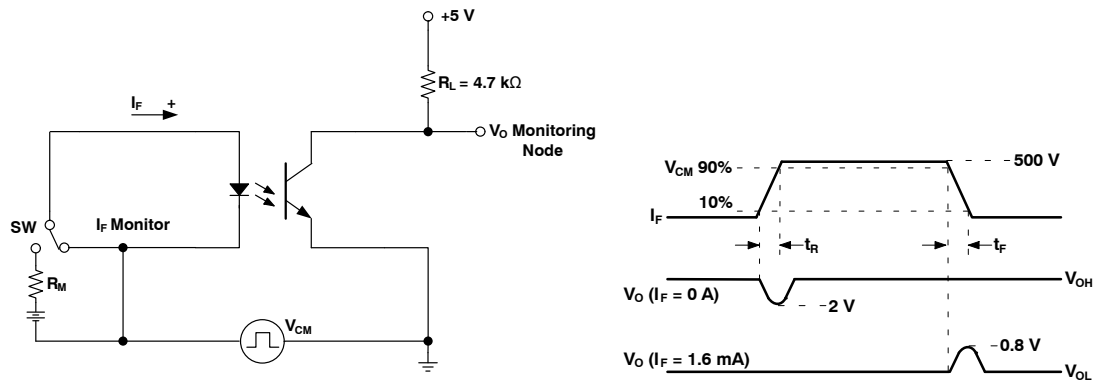 +5 V
R_L = 4.7 kΩ
I_F +
V_O Monitoring
Node
SW
I_F Monitor
R_M
V_CM
V_CM 90%
500 V
10%
I_F
t_R
t_F
V_O (I_F = 0 A)
V_OH
2 V
V_O (I_F = 1.6 mA)
0.8 V
V_OL